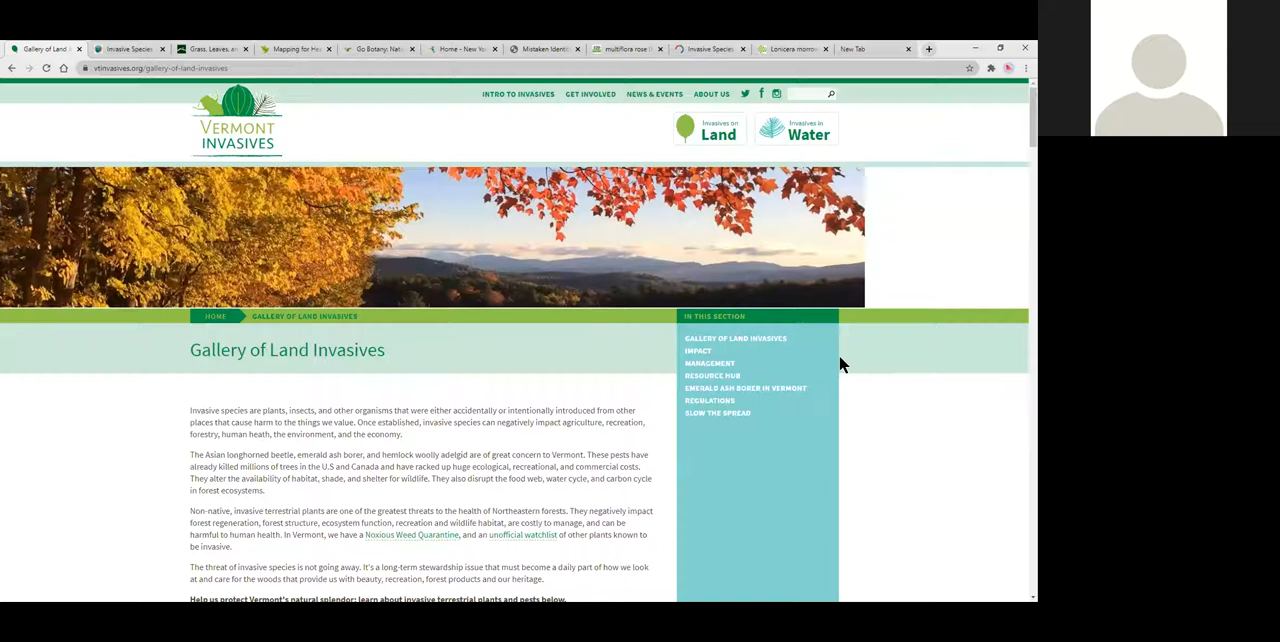 Gallery of Land
Invasive Species
Grass, Leaves, an
Mapping for He
Go Botany: Nat
Home - New Yo
Mistaken Identi
multiflora rose (
Invasive Species
Lonicera morrow
New Tab
vtinvasives.org/gallery-of-land-invasives
INTRO TO INVASIVES GET INVOLVED NEWS & EVENTS ABOUT US
VERMONT
INVASIVES
Invasives on
Land
Invasives in
Water
HOME
GALLERY OF LAND INVASIVES
IN THIS SECTION
Gallery of Land Invasives
GALLERY OF LAND INVASIVES
IMPACT
MANAGEMENT
RESOURCE HUB
EMERALD ASH BORER IN VERMONT
REGULATIONS
SLOW THE SPREAD
Invasive species are plants, insects, and other organisms that were either accidentally or intentionally introduced from other
places that cause harm to the things we value. Once established, invasive species can negatively impact agriculture, recreation,
forestry, human heath, the environment, and the economy.
The Asian longhorned beetle, emerald ash borer, and hemlock woolly adelgid are of great concern to Vermont. These pests have
already killed millions of trees in the U.S and Canada and have racked up huge ecological, recreational, and commercial costs.
They alter the availability of habitat, shade, and shelter for wildlife. They also disrupt the food web, water cycle, and carbon cycle
in forest ecosystems.
Non-native, invasive terrestrial plants are one of the greatest threats to the health of Northeastern forests. They negatively impact
forest regeneration, forest structure, ecosystem function, recreation and wildlife habitat, are costly to manage, and can be
harmful to human health. In Vermont, we have a Noxious Weed Quarantine, and an unofficial watchlist of other plants known to
be invasive.
The threat of invasive species is not going away. It's a long-term stewardship issue that must become a daily part of how we look
at and care for the woods that provide us with beauty, recreation, forest products and our heritage.
Help us protect Vermont's natural splendor: learn about invasive terrestrial plants and pests below.